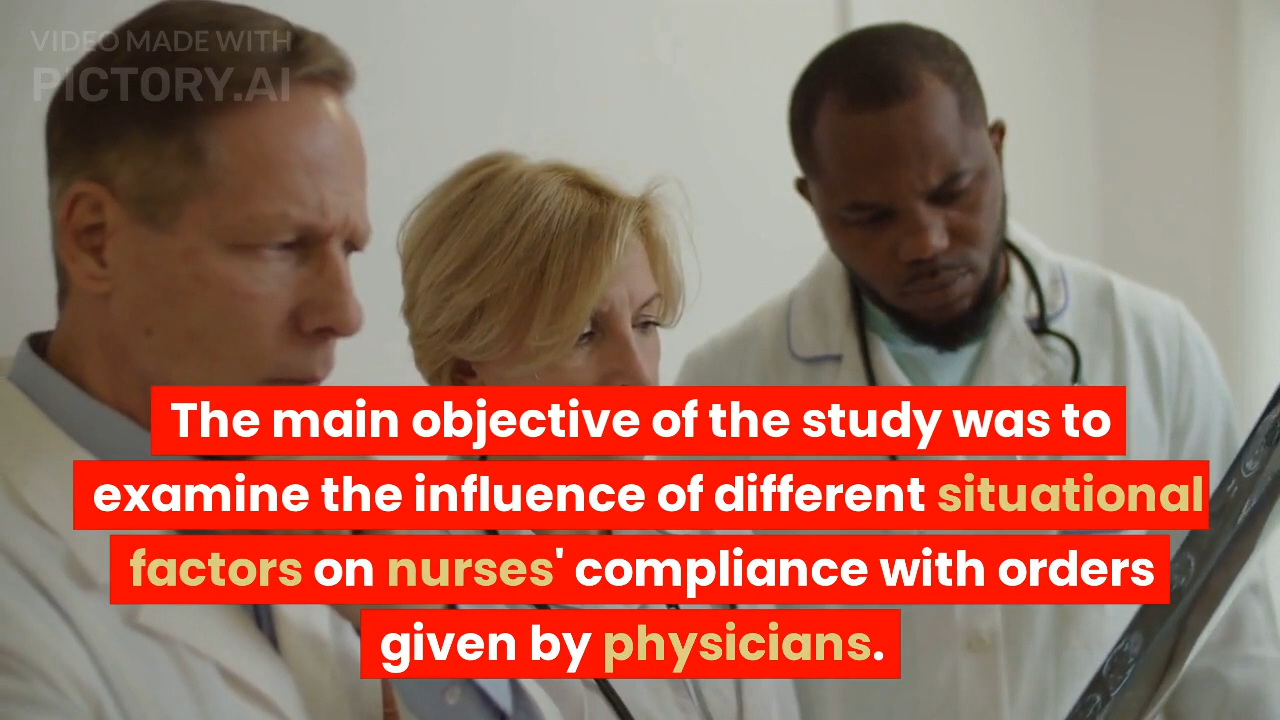 VIDEO MADE WITH
PICTORY.AI
The main objective of the study was to
examine the influence of different situational
factors on nurses' compliance with orders
given by physicians.